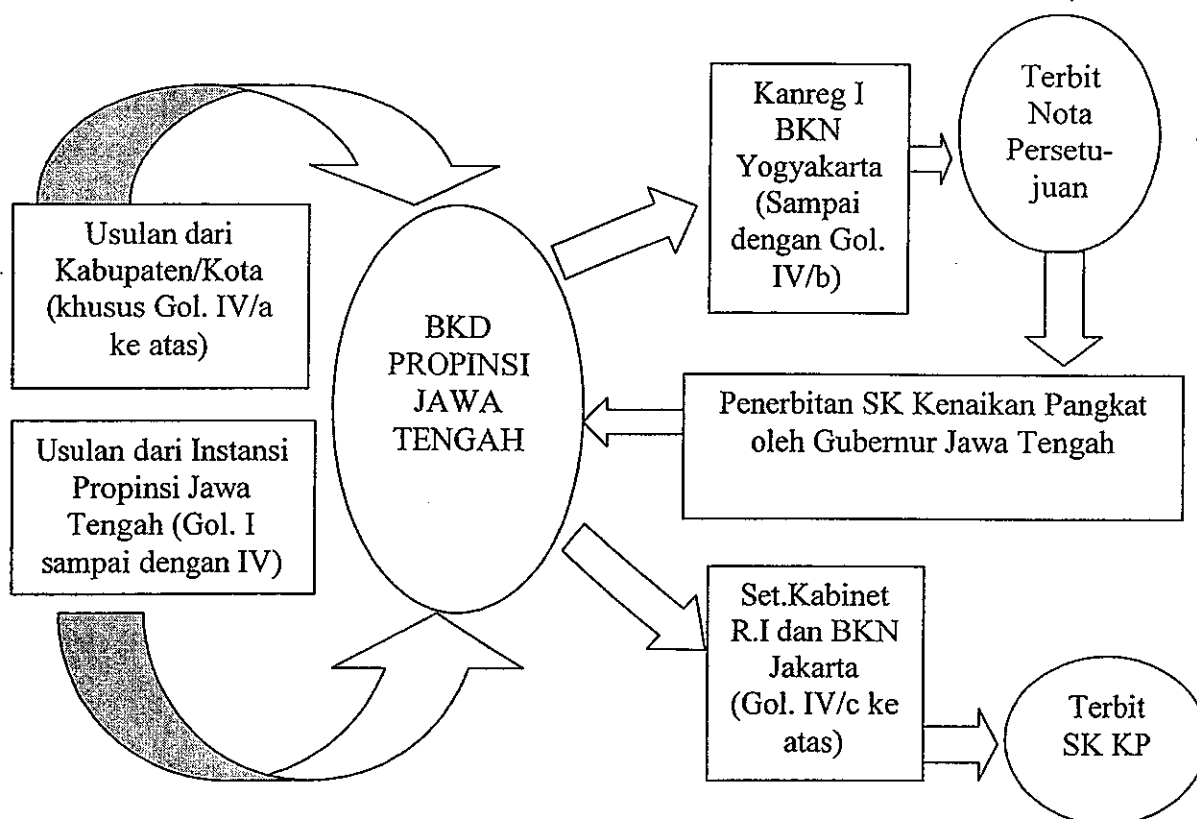 Usulan dari
Kabupaten/Kota
(khusus Gol. IV/a
ke atas)
Usulan dari Instansi
Propinsi Jawa
Tengah (Gol. I
sampai dengan IV)
BKD
PROPINSI
JAWA
TENGAH
Kanreg I
BKN
Yogyakarta
(Sampai
dengan Gol.
IV/b)
Terbit
Nota
Persetu-
juan
Penerbitan SK Kenaikan Pangkat
oleh Gubernur Jawa Tengah
Set.Kabinet
R.I dan BKN
Jakarta
(Gol. IV/c ke
atas)
Terbit
SK KP